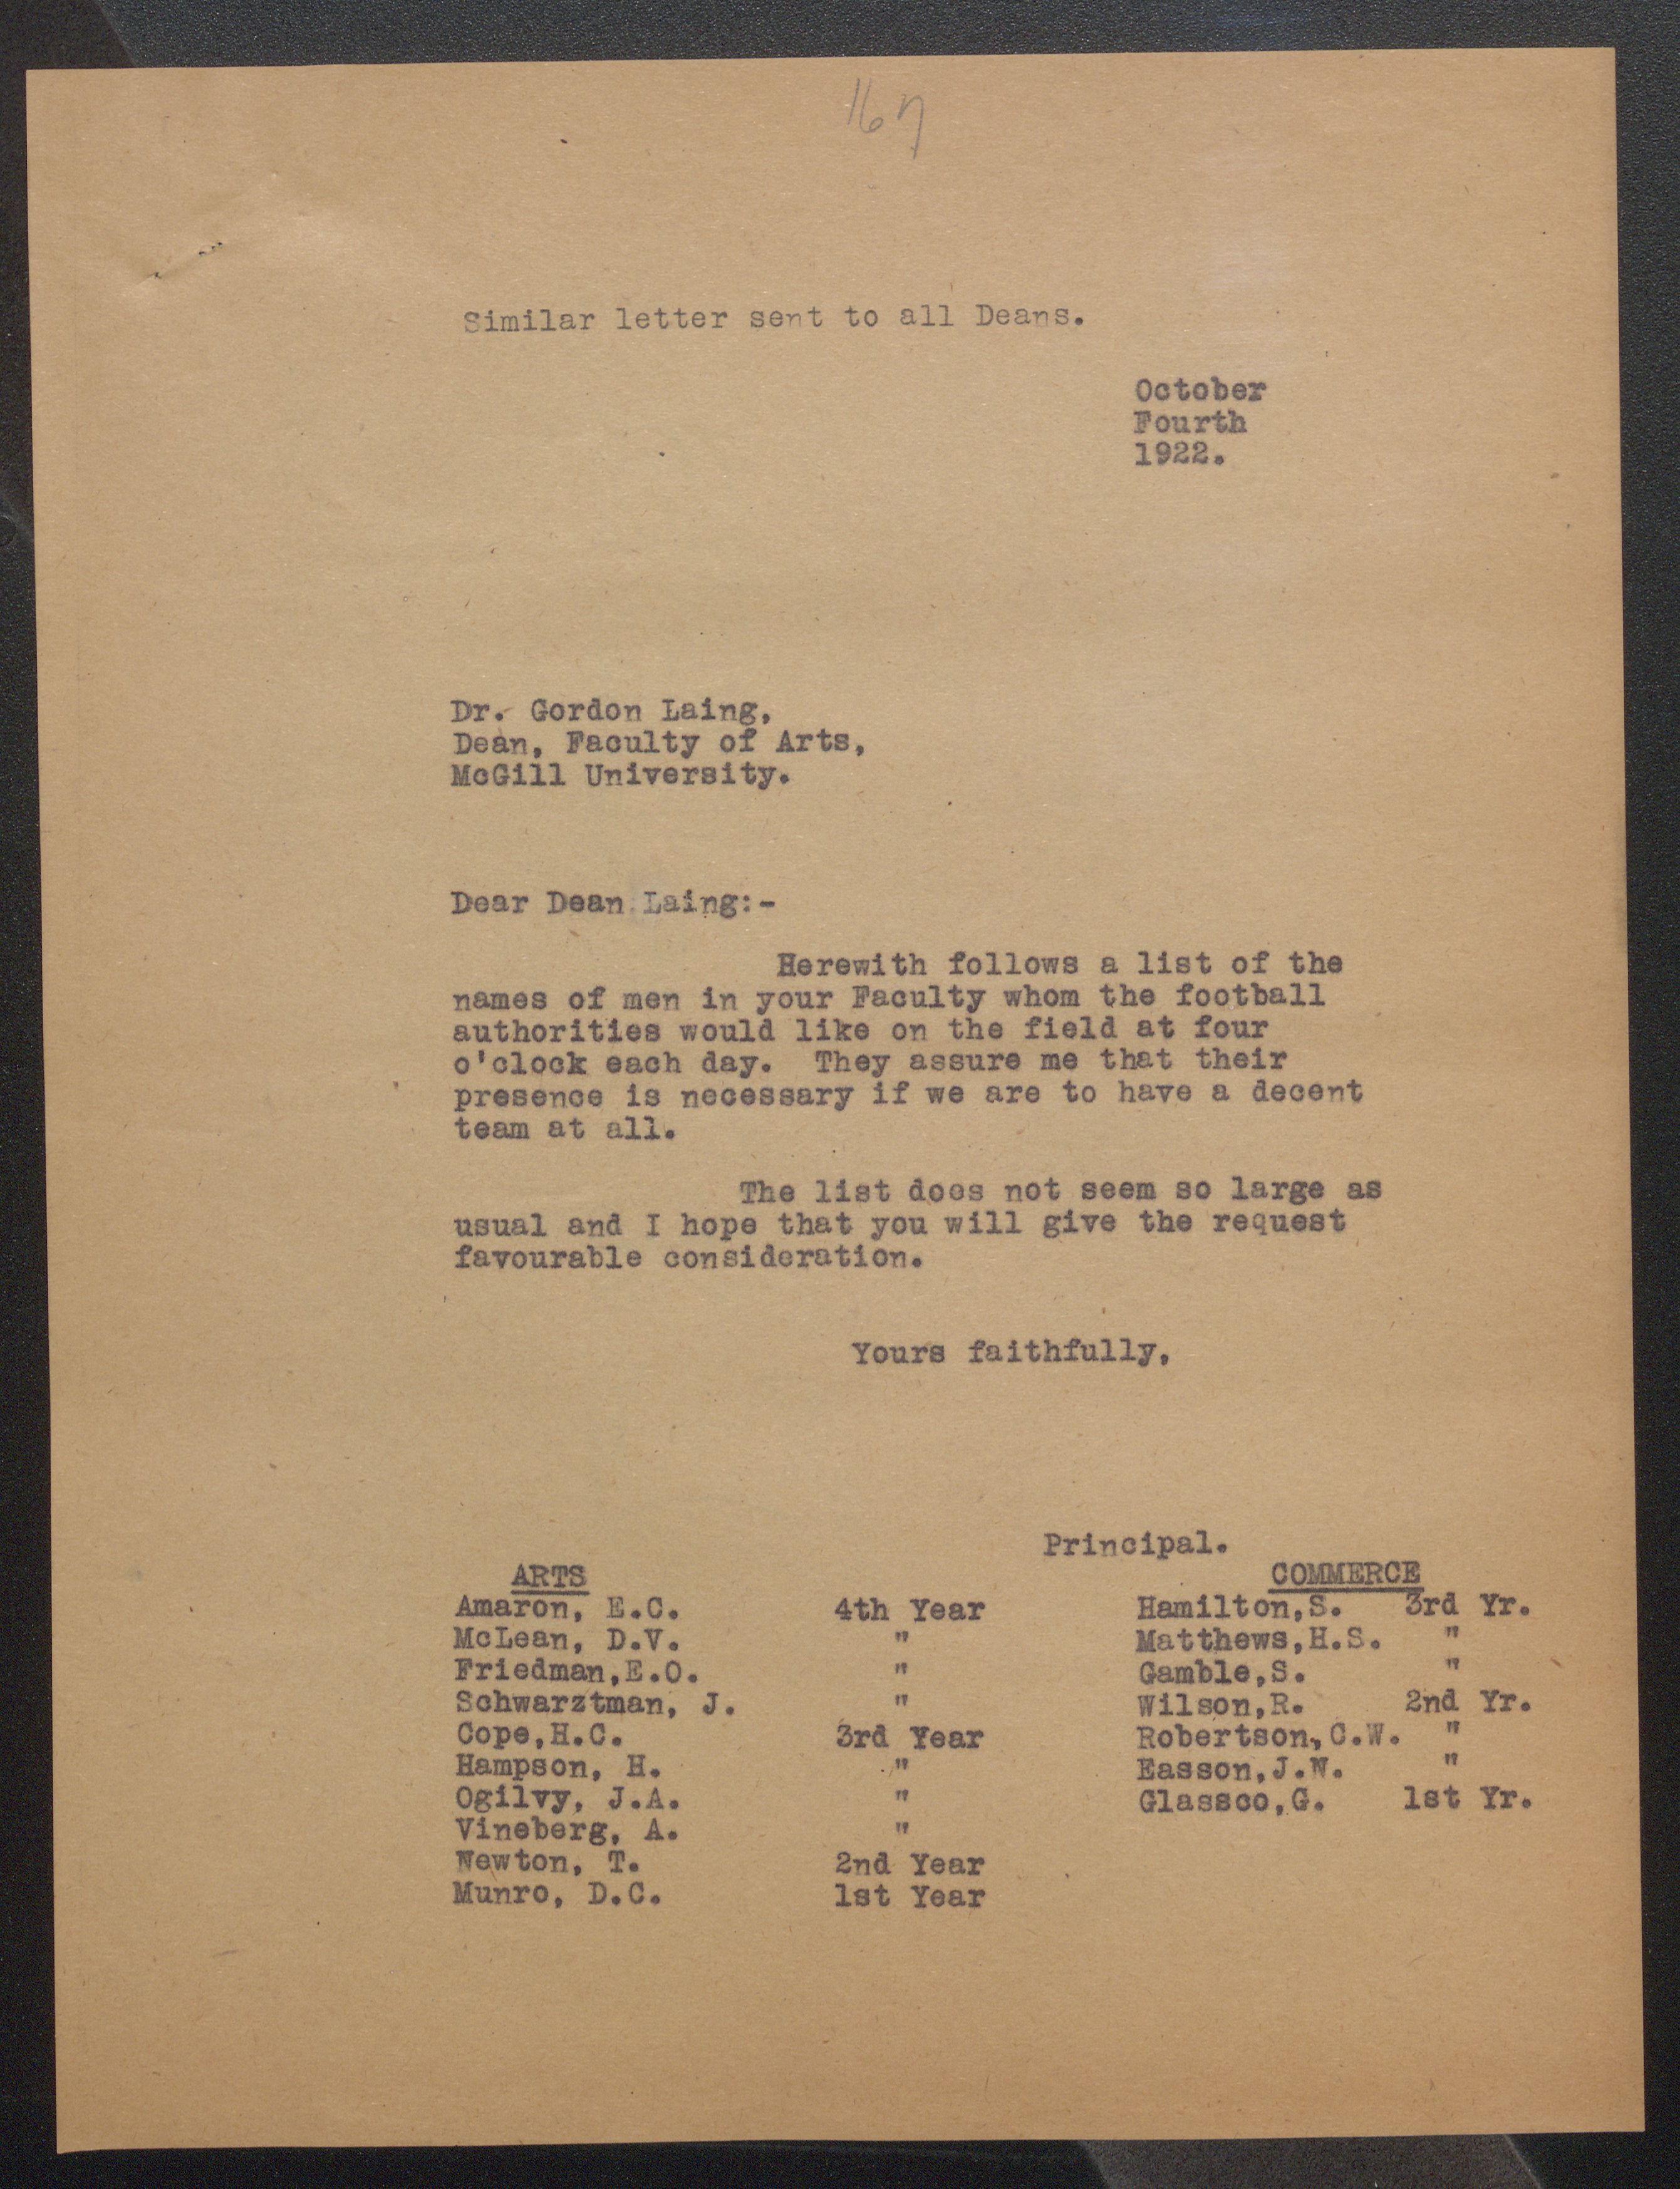 167
Similar letter sent to all Deans.
October
Fourth
1922.
Dr. Gordon Laing,
Dean, Faculty of Arts,
McGill University.
Dear Dean Laing:-
Herewith follows a list of the
names of men in your Faculty whom the football
authorities would like on the field at four
o'clock each day. They assure me that their
presence is necessary if we are to have a decent
team at all.
The list does not seem so large as
usual and I hope that you will give the request
favourable consideration.
Yours faithfully,
Principal.
ARTS COMMERCE
Amaron, E.C. 4th Year Hamilton,S. 3rd Yr.
McLean, D.V. " Matthews,H.S. "
Friedman,E.O. " Gamble,S. "
Schwarztman, J. " Wilson,R. 2nd Yr.
Cope,H.C. 3rd Year Robertson,C.W. "
Hampson, H. " Easson,J.N. "
Ogilvy, J.A. " Glassco,G. 1st Yr.
Vineberg, A. "
Newton, T. 2nd Year
Munro, D.C. 1st Year